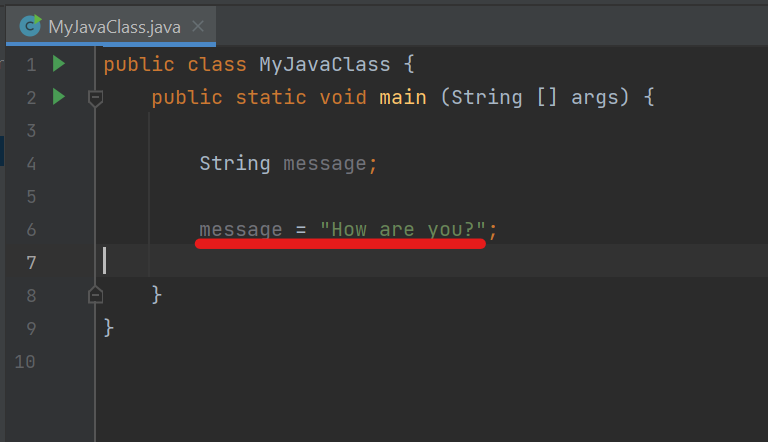 MyJavaClass.java
1 public class MyJavaClass {
2 public static void main (String [] args) {
3
4 String message;
5
6 message = "How are you?";
7
8 }
9 }
10